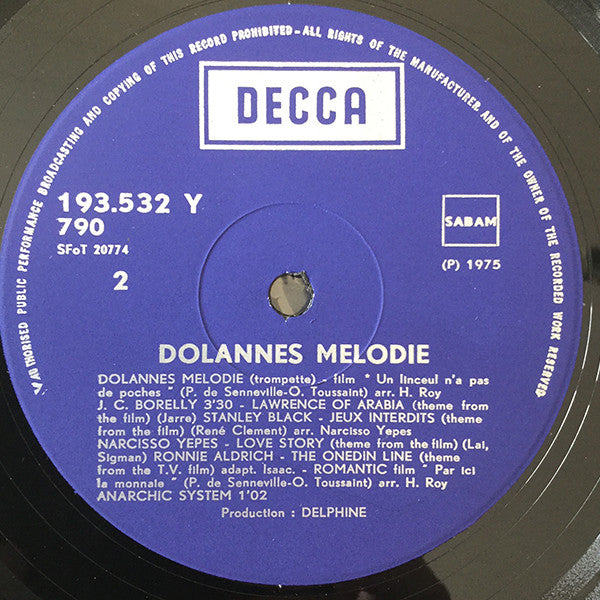 AUTHORISED PUBLIC PERFORMANCE BROADCASTING AND COPYING OF THIS RECORD PROHIBITED - ALL RIGHTS OF THE MANUFACTURER AND OF THE OWNER OF THE RECORDED WORK RESERVED
DECCA
193.532 Y
790
SFoT 20774
2
SABAM
(P) 1975
DOLANNES MELODIE
DOLANNES MELODIE (trompette) - film " Un linceul n'a pas
de poches " (P. de Senneville-O. Toussaint) arr. H. Roy
J. C. BORELLY 3'30 - LAWRENCE OF ARABIA (theme from
the film) (Jarre) STANLEY BLACK - JEUX INTERDITS (theme
from the film) (René Clement) arr. Narcisso Yepes
NARCISSO YEPES - LOVE STORY (theme from the film) (Lai,
Sigman) RONNIE ALDRICH - THE ONEDIN LINE (theme
from the T.V. film) adapt. Isaac. - ROMANTIC film " Par ici
la monnaie " (P. de Senneville-O. Toussaint) arr. H. Roy
ANARCHIC SYSTEM 1'02
Production : DELPHINE